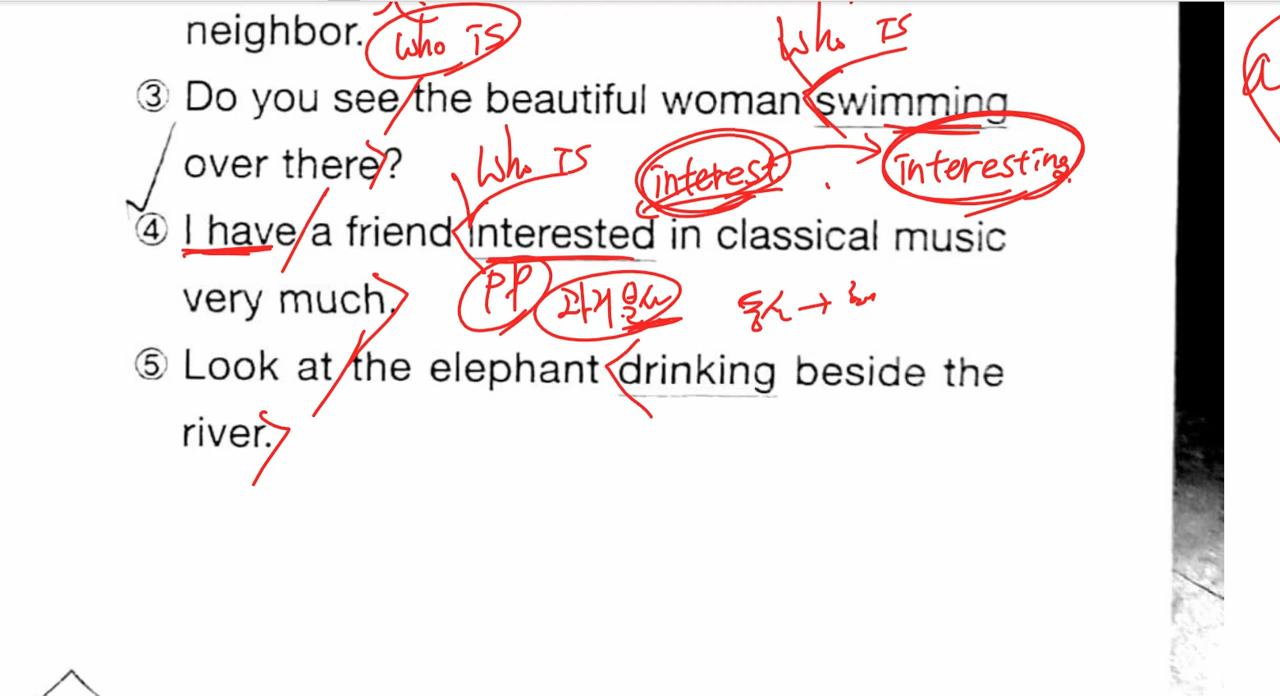 neighbor. who is
who is
③ Do you see the beautiful woman swimming
over there?
who is interest interesting
④ I have a friend interested in classical music
very much.
PP 과거분사 동사 →
⑤ Look at the elephant drinking beside the
river.
a